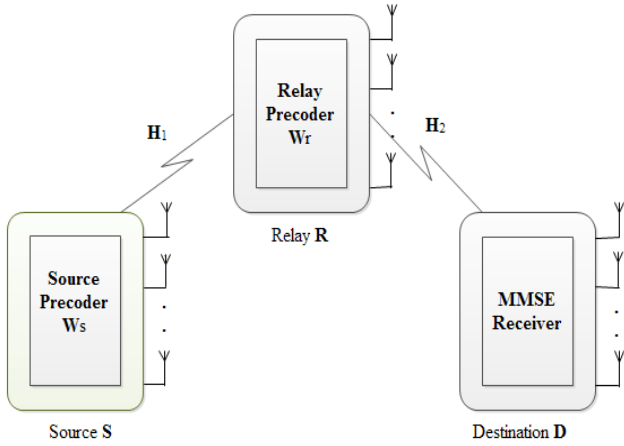 Relay
Precoder
Wr
H1
H2
Relay R
Source
Precoder
Ws
MMSE
Receiver
Source S
Destination D